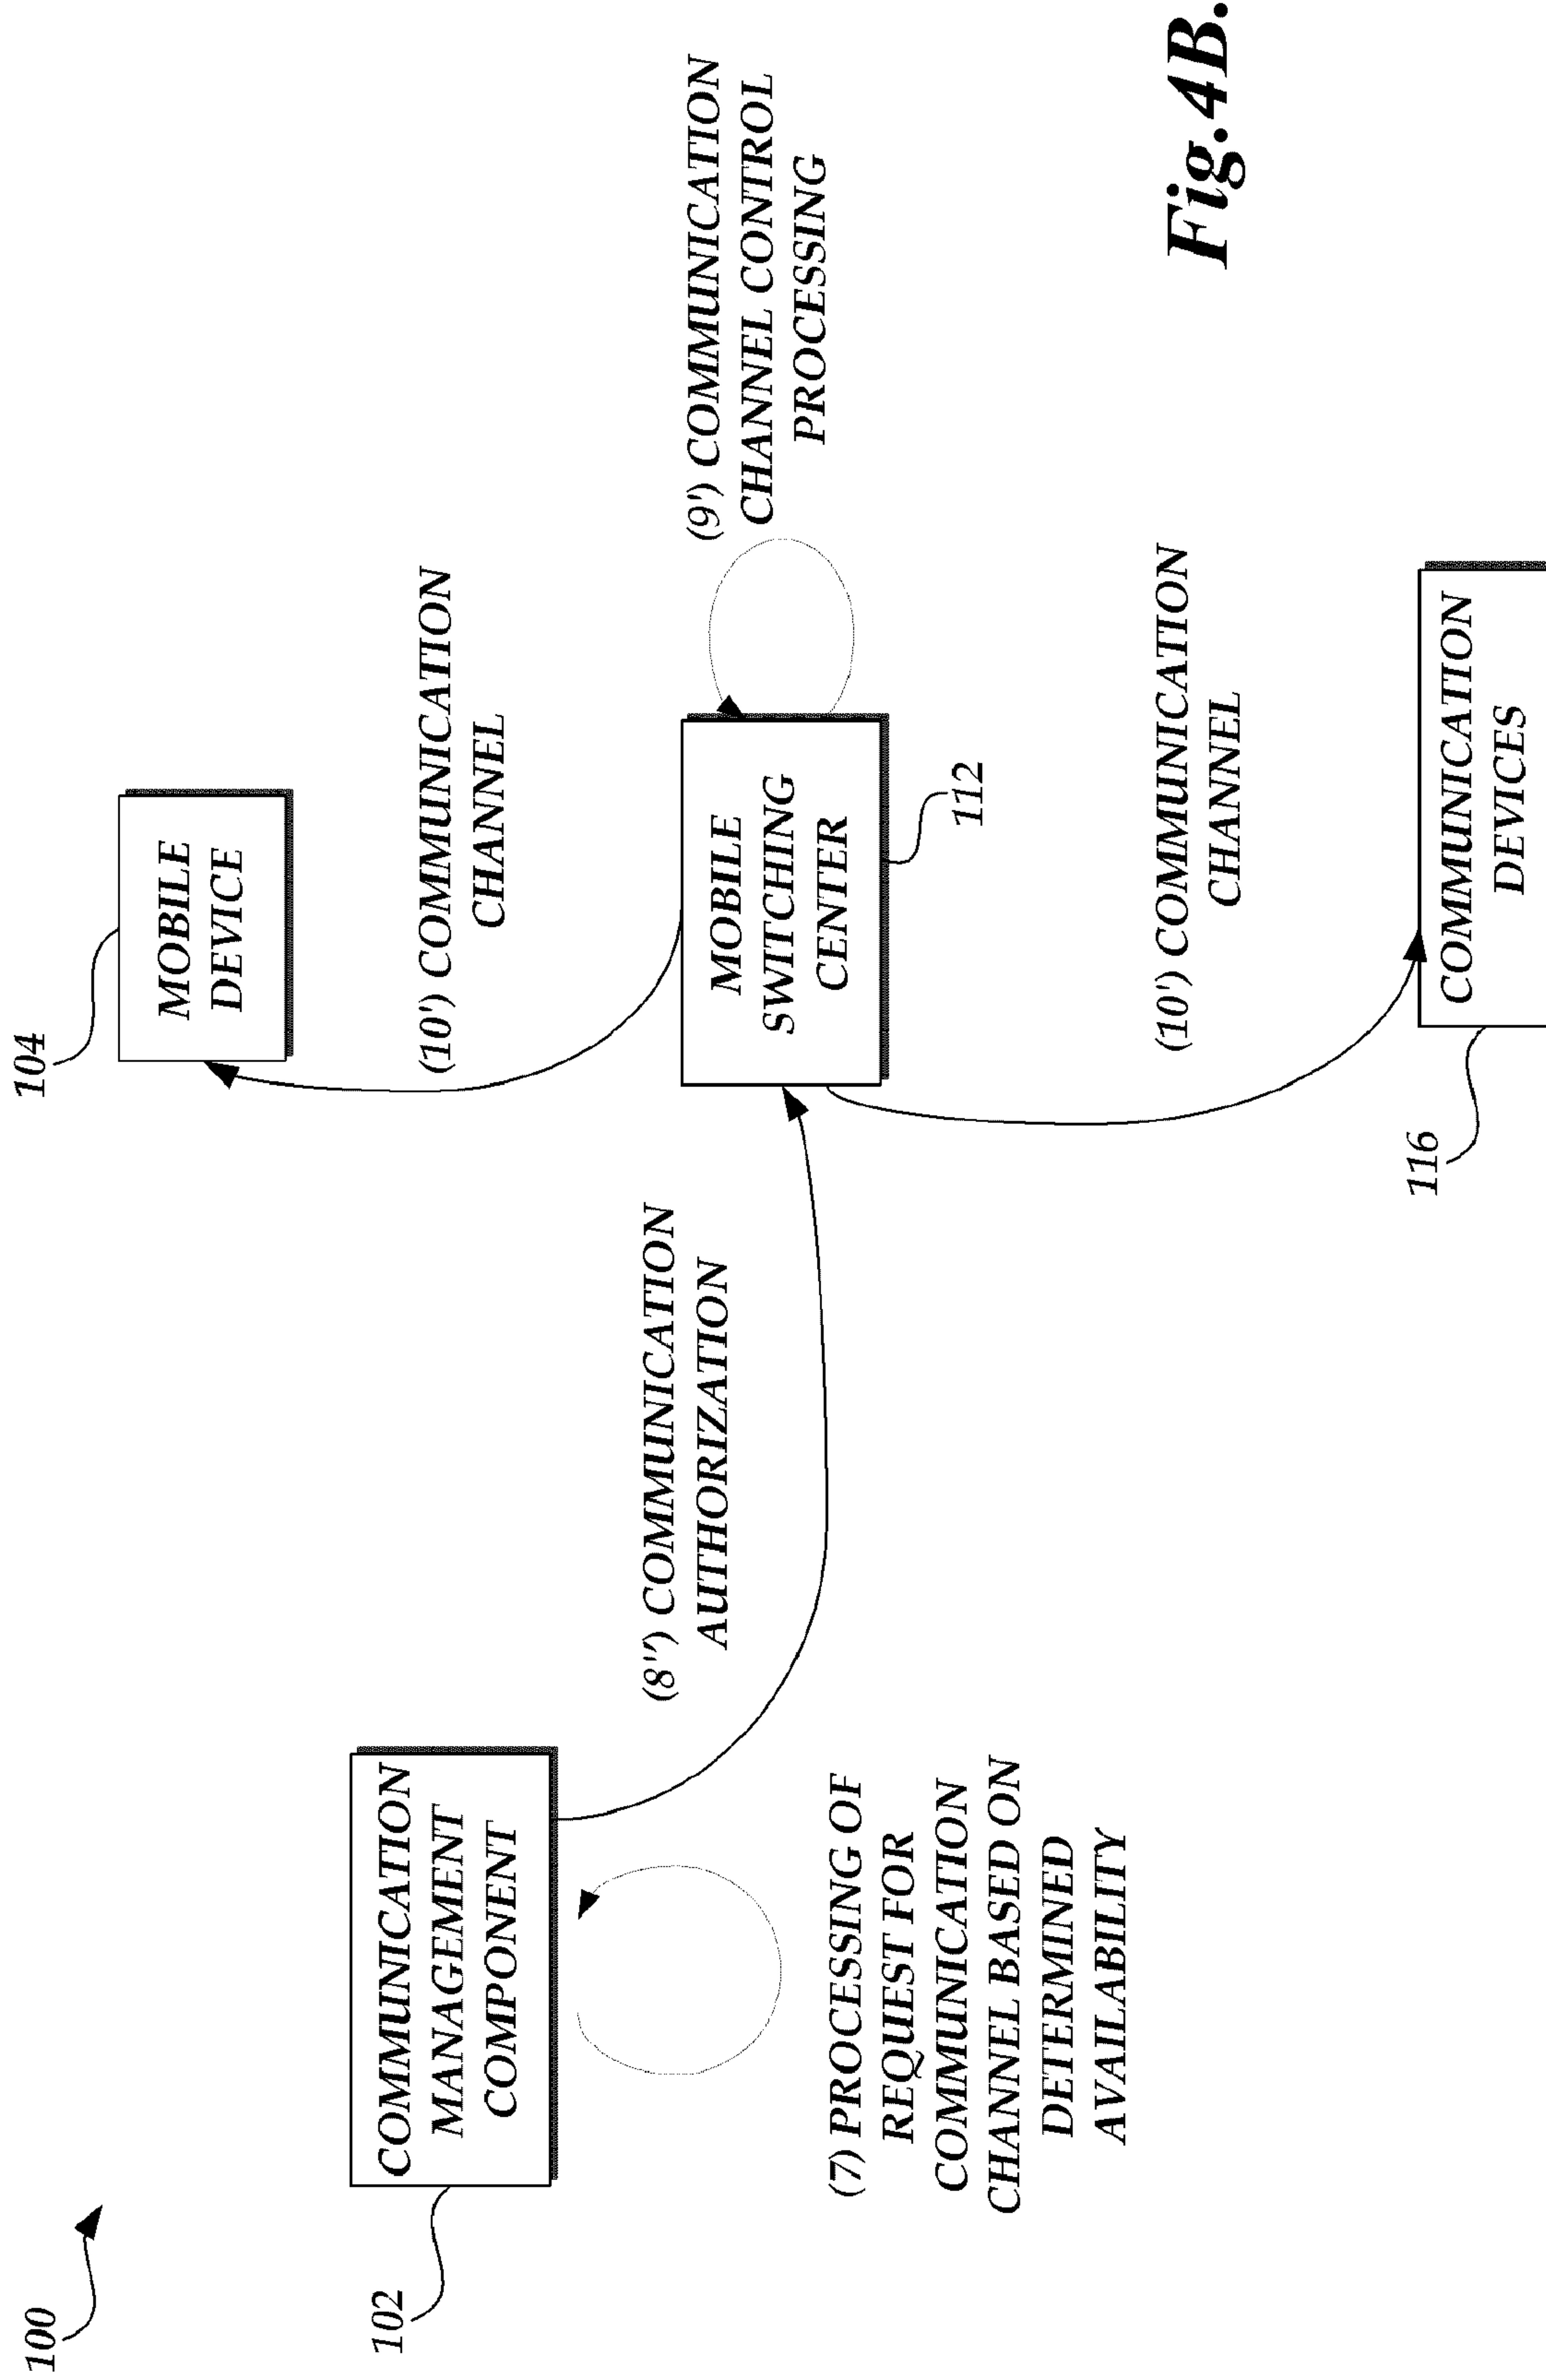 100
102
COMMUNICATION
MANAGEMENT
COMPONENT
(7) PROCESSING OF
REQUEST FOR
COMMUNICATION
CHANNEL BASED ON
DETERMINED
AVAILABILITY
(8") COMMUNICATION
AUTHORIZATION
104
MOBILE
DEVICE
(10') COMMUNICATION
CHANNEL
MOBILE
SWITCHING
CENTER
112
(9') COMMUNICATION
CHANNEL CONTROL
PROCESSING
(10') COMMUNICATION
CHANNEL
116
COMMUNICATION
DEVICES
Fig.4B.